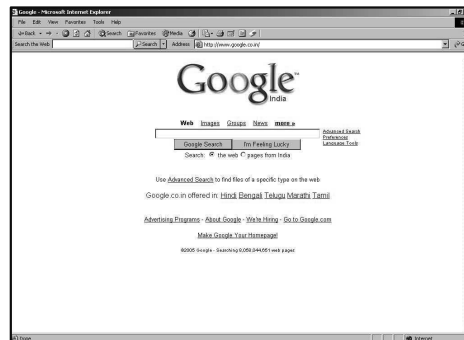 Google - Microsoft Internet Explorer
File Edit View Favorites Tools Help
Back Search Favorites Media
Search the Web Search Address http://www.google.co.in/
Google™
India
Web Images Groups News more »
Advanced Search
Preferences
Language Tools
Google Search I'm Feeling Lucky
Search: the web pages from India
Use Advanced Search to find files of a specific type on the web
Google.co.in offered in: Hindi Bengali Telugu Marathi Tamil
Advertising Programs - About Google - We're Hiring - Go to Google.com
Make Google Your Homepage!
©2005 Google - Searching 8,058,044,651 web pages
Done Internet